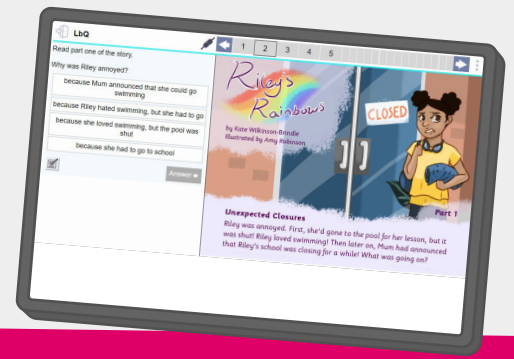 LbQ
1 2 3 4 5
Read part one of the story.
Why was Riley annoyed?
because Mum announced that she could go
swimming
because Riley hated swimming, but she had to go
because she loved swimming, but the pool was
shut
because she had to go to school
Answer
Riley's
Rainbows
by Kate Wilkinson-Brindle
Illustrated by Amy Robinson
CLOSED
Part 1
Unexpected Closures
Riley was annoyed. First, she'd gone to the pool for her lesson, but it
was shut! Riley loved swimming! Then later on, Mum had announced
that Riley's school was closing for a while! What was going on?